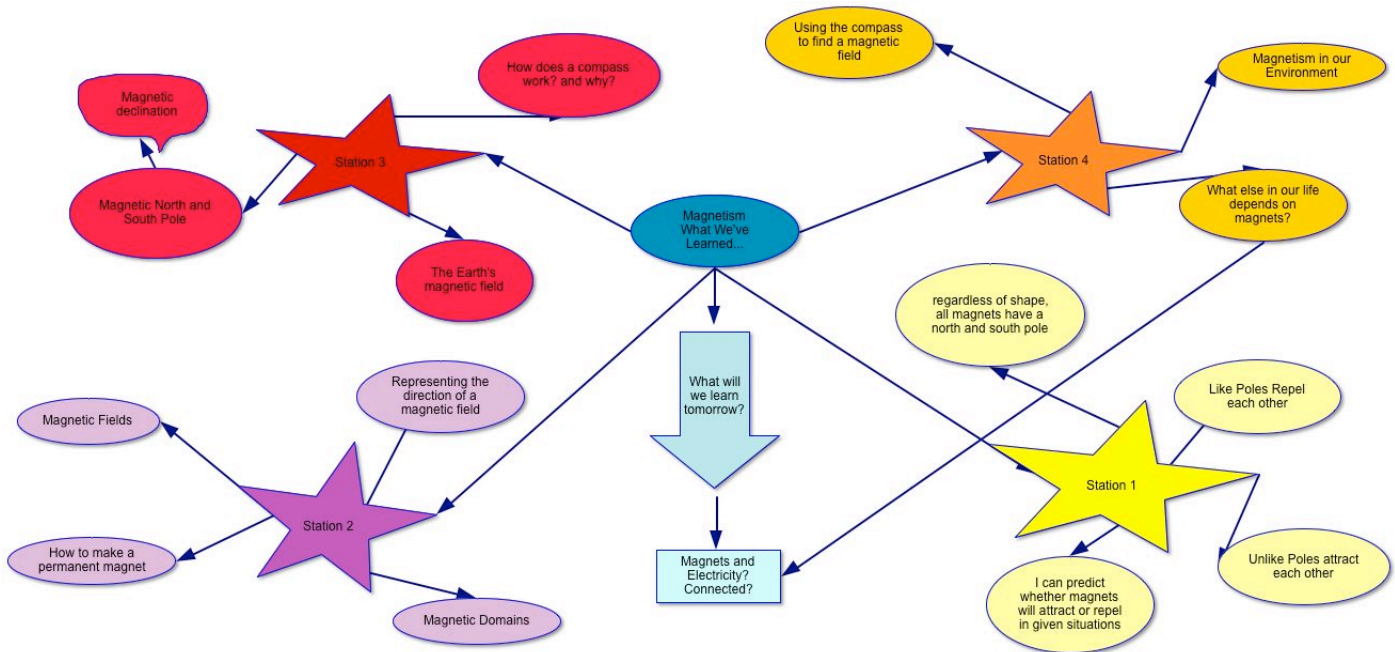 Using the compass
to find a magnetic
field
How does a compass
work? and why?
Magnetism in our
Environment
Magnetic
declination
Station 3
Station 4
Magnetic North and
South Pole
What else in our life
depends on
magnets?
Magnetism
What We've
Learned...
The Earth's
magnetic field
regardless of shape,
all magnets have a
north and south pole
Representing the
direction of a
magnetic field
What will
we learn
tomorrow?
Like Poles Repel
each other
Magnetic Fields
Station 1
Station 2
How to make a
permanent magnet
Magnets and
Electricity?
Connected?
Unlike Poles attract
each other
I can predict
whether magnets
will attract or repel
in given situations
Magnetic Domains